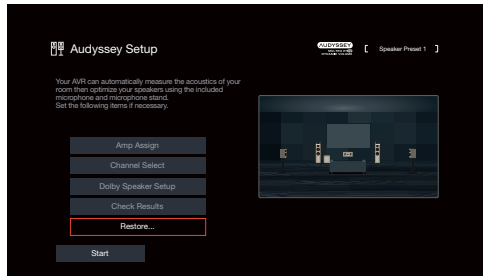 Audyssey Setup
AUDYSSEY
[ Speaker Preset 1 ]
Your AVR can automatically measure the acoustics of your
room then optimize your speakers using the included
microphone and microphone stand.
Set the following items if necessary.
Amp Assign
Channel Select
Dolby Speaker Setup
Check Results
Restore...
Start